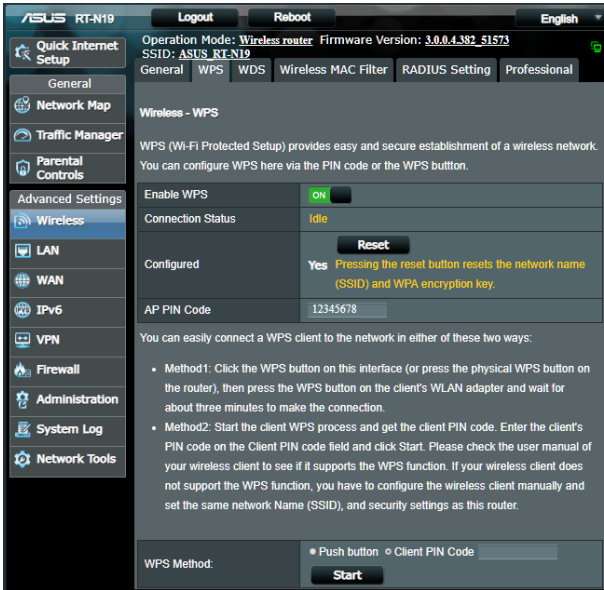 ASUS RT-N19 Logout Reboot English
Quick Internet
Setup
General
Network Map
Traffic Manager
Parental
Controls
Advanced Settings
Wireless
LAN
WAN
IPv6
VPN
Firewall
Administration
System Log
Network Tools
Operation Mode: Wireless router Firmware Version: 3.0.0.4.382_51573
SSID: ASUS_RT-N19
General WPS WDS Wireless MAC Filter RADIUS Setting Professional
Wireless - WPS
WPS (Wi-Fi Protected Setup) provides easy and secure establishment of a wireless network.
You can configure WPS here via the PIN code or the WPS buttton.
Enable WPS ON
Connection Status Idle
Configured Yes Reset
Pressing the reset button resets the network name
(SSID) and WPA encryption key.
AP PIN Code 12345678
You can easily connect a WPS client to the network in either of these two ways:
• Method1: Click the WPS button on this interface (or press the physical WPS button on
the router), then press the WPS button on the client's WLAN adapter and wait for
about three minutes to make the connection.
• Method2: Start the client WPS process and get the client PIN code. Enter the client's
PIN code on the Client PIN code field and click Start. Please check the user manual of
your wireless client to see if it supports the WPS function. If your wireless client does
not support the WPS function, you have to configure the wireless client manually and
set the same network Name (SSID), and security settings as this router.
WPS Method: Push button Client PIN Code
Start